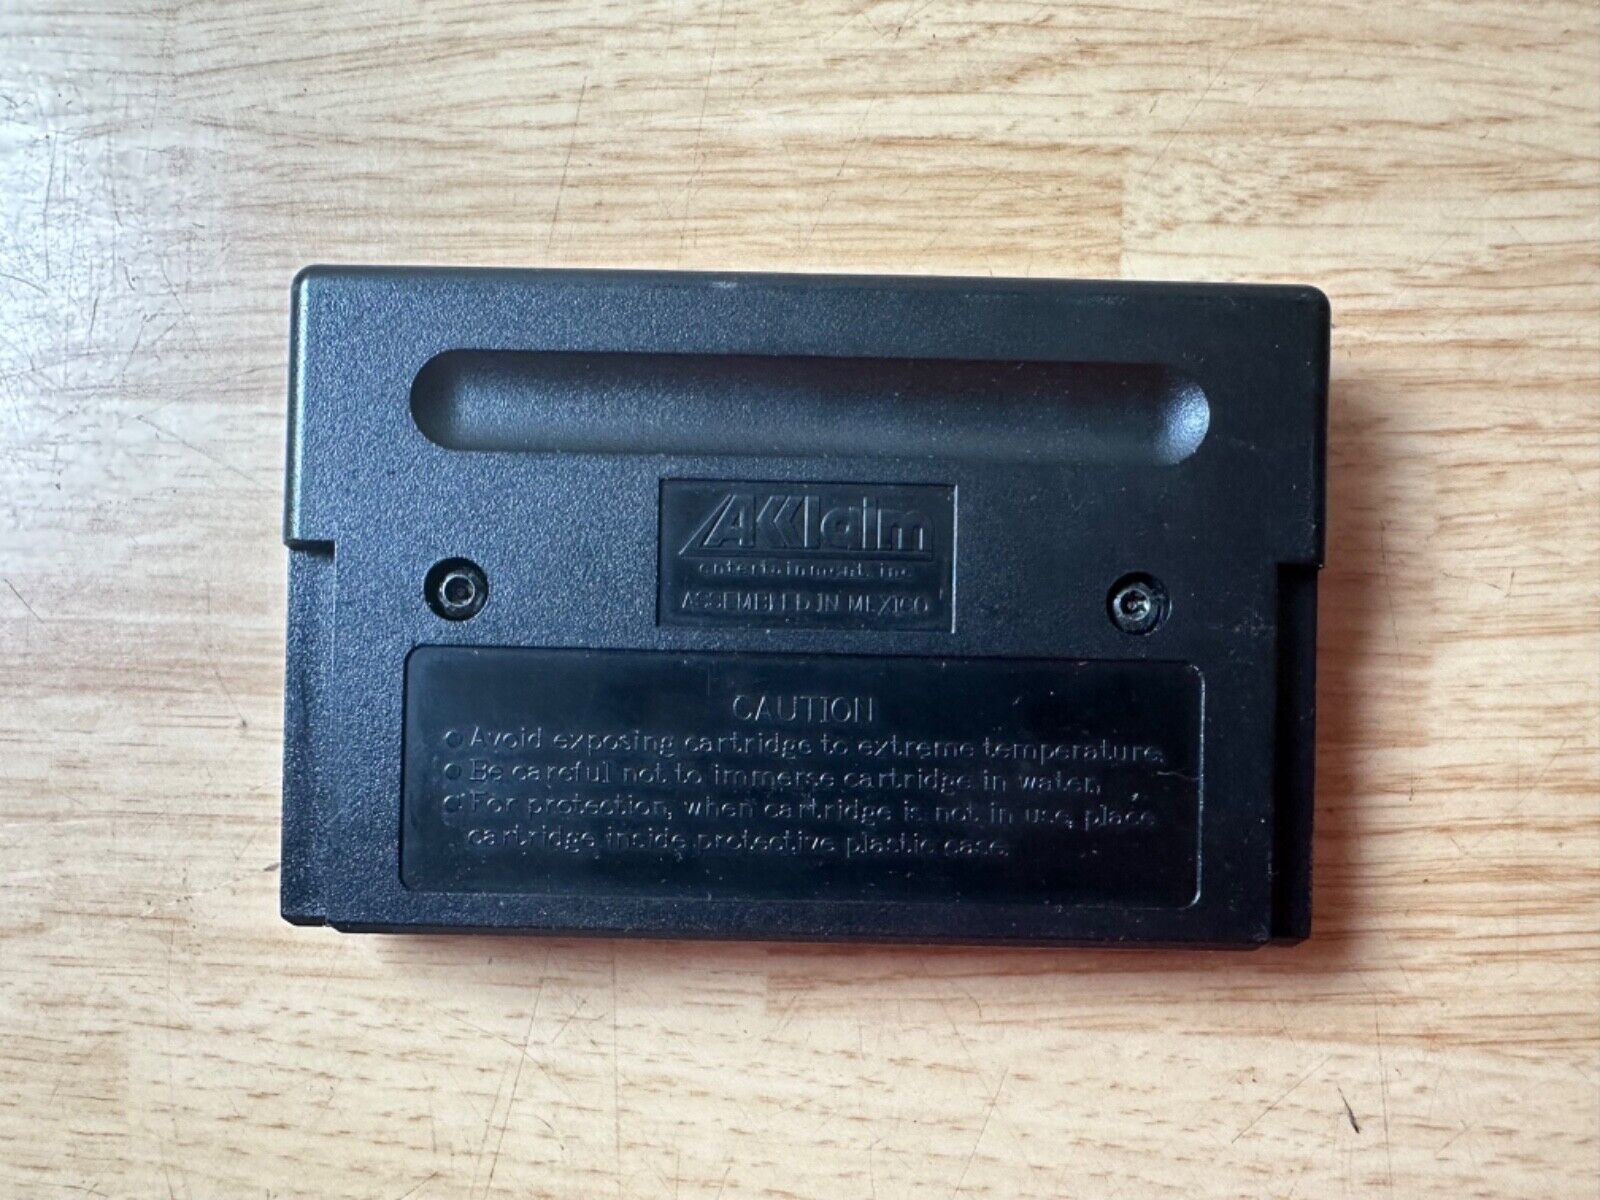 AKKlaim
entertainment, inc.
ASSEMBLED IN MEXICO
CAUTION
○ Avoid exposing cartridge to extreme temperature.
○ Be careful not to immerse cartridge in water.
○ For protection, when cartridge is not in use, place
cartridge inside protective plastic case.